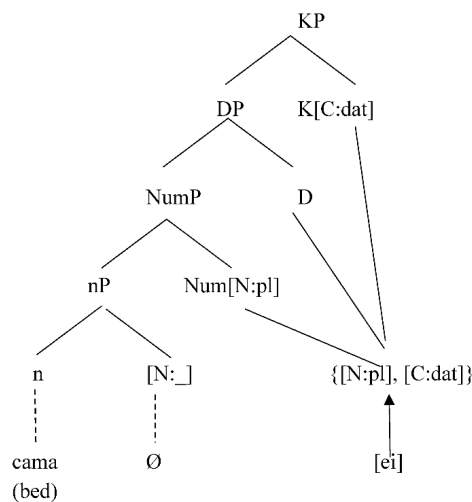 KP
DP K[C:dat]
NumP D
nP Num[N:pl]
n [N:_] {[N:pl], [C:dat]}
cama Ø [ei]
(bed)